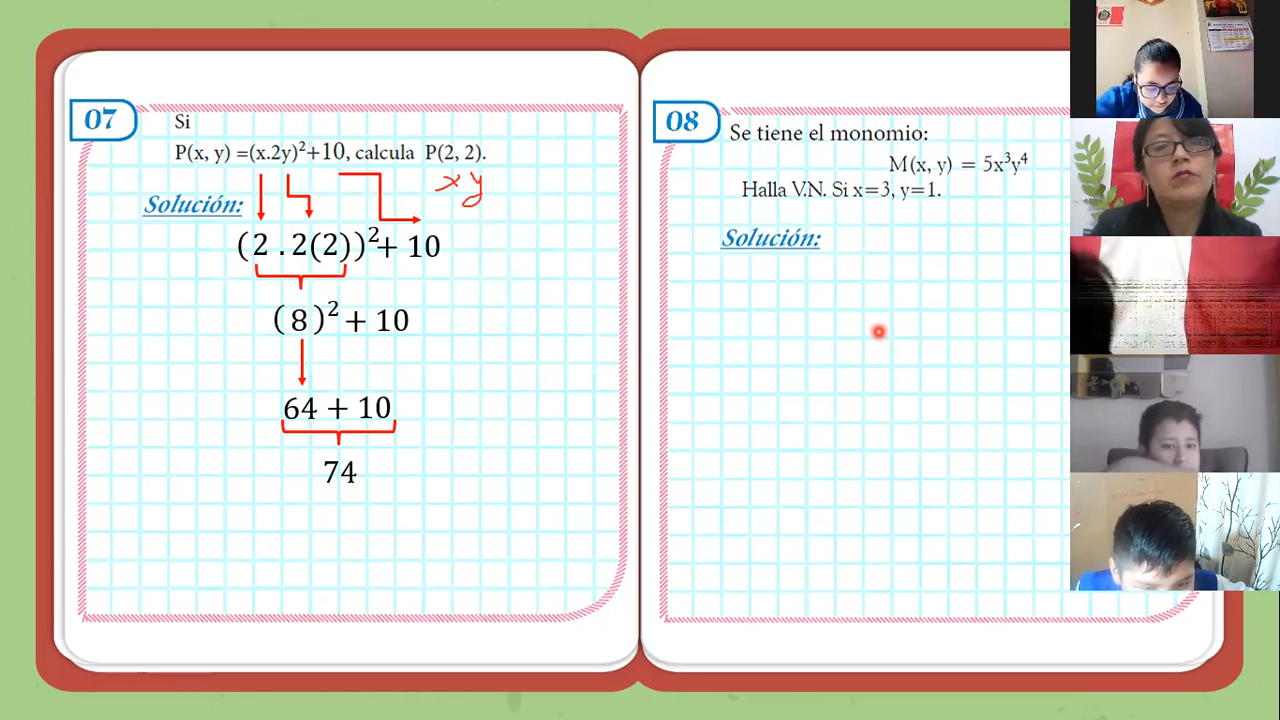 07
Si
P(x, y) =(x.2y)²+10, calcula P(2, 2).
x y
Solución:
(2 . 2(2))²+ 10
(8)² + 10
64 + 10
74
08
Se tiene el monomio:
M(x, y) = 5x³y⁴
Halla V.N. Si x=3, y=1.
Solución: